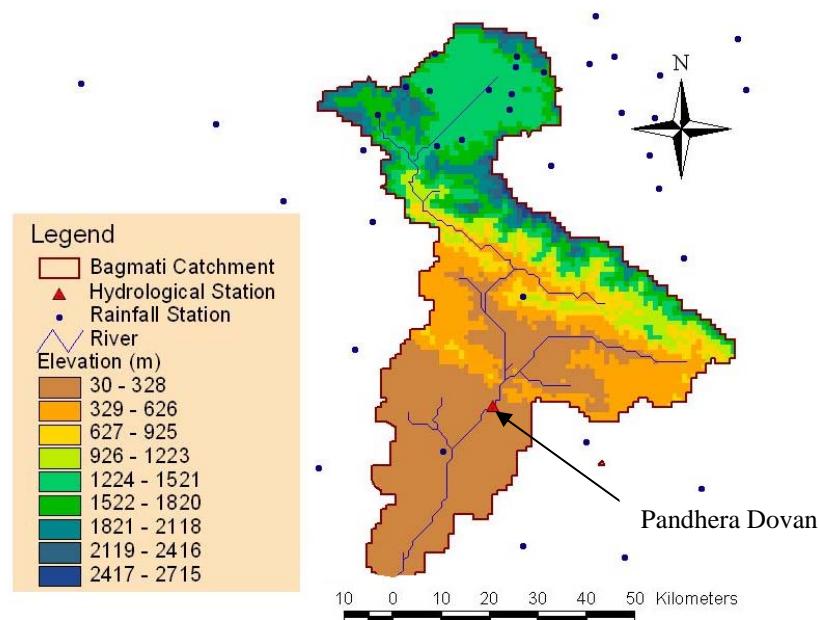 N
Legend
Bagmati Catchment
Hydrological Station
Rainfall Station
River
Elevation (m)
30 - 328
329 - 626
627 - 925
926 - 1223
1224 - 1521
1522 - 1820
1821 - 2118
2119 - 2416
2417 - 2715
Pandhera Dovan
10 0 10 20 30 40 50 Kilometers